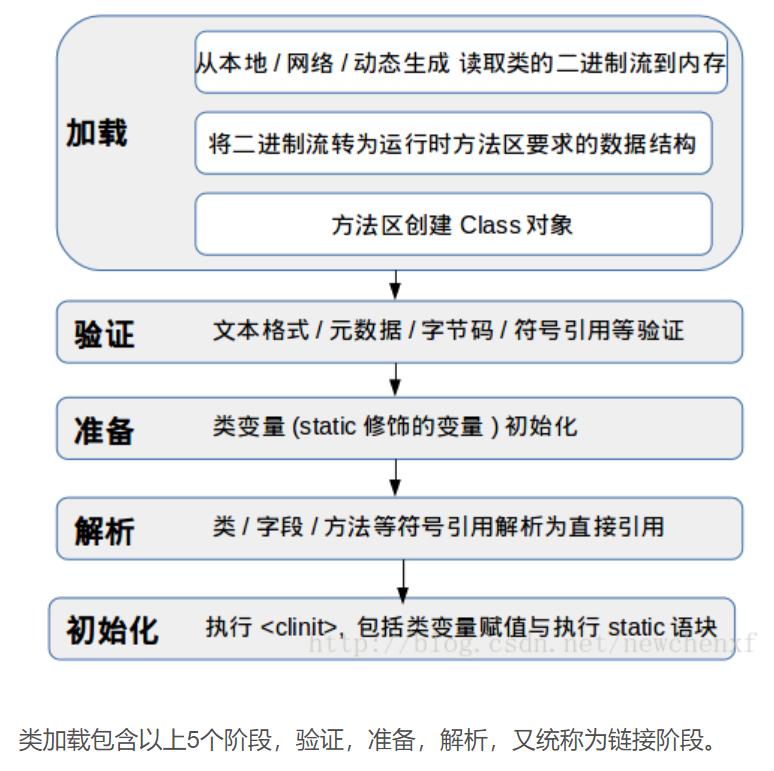 加载
从本地 / 网络 / 动态生成 读取类的二进制流到内存
将二进制流转为运行时方法区要求的数据结构
方法区创建 Class 对象
验证
文本格式 / 元数据 / 字节码 / 符号引用等验证
准备
类变量 (static 修饰的变量 ) 初始化
解析
类 / 字段 / 方法等符号引用解析为直接引用
初始化
执行 <clinit>, 包括类变量赋值与执行 static 语块
http://blog.csdn.net/newchenxf
类加载包含以上5个阶段，验证，准备，解析，又统称为链接阶段。